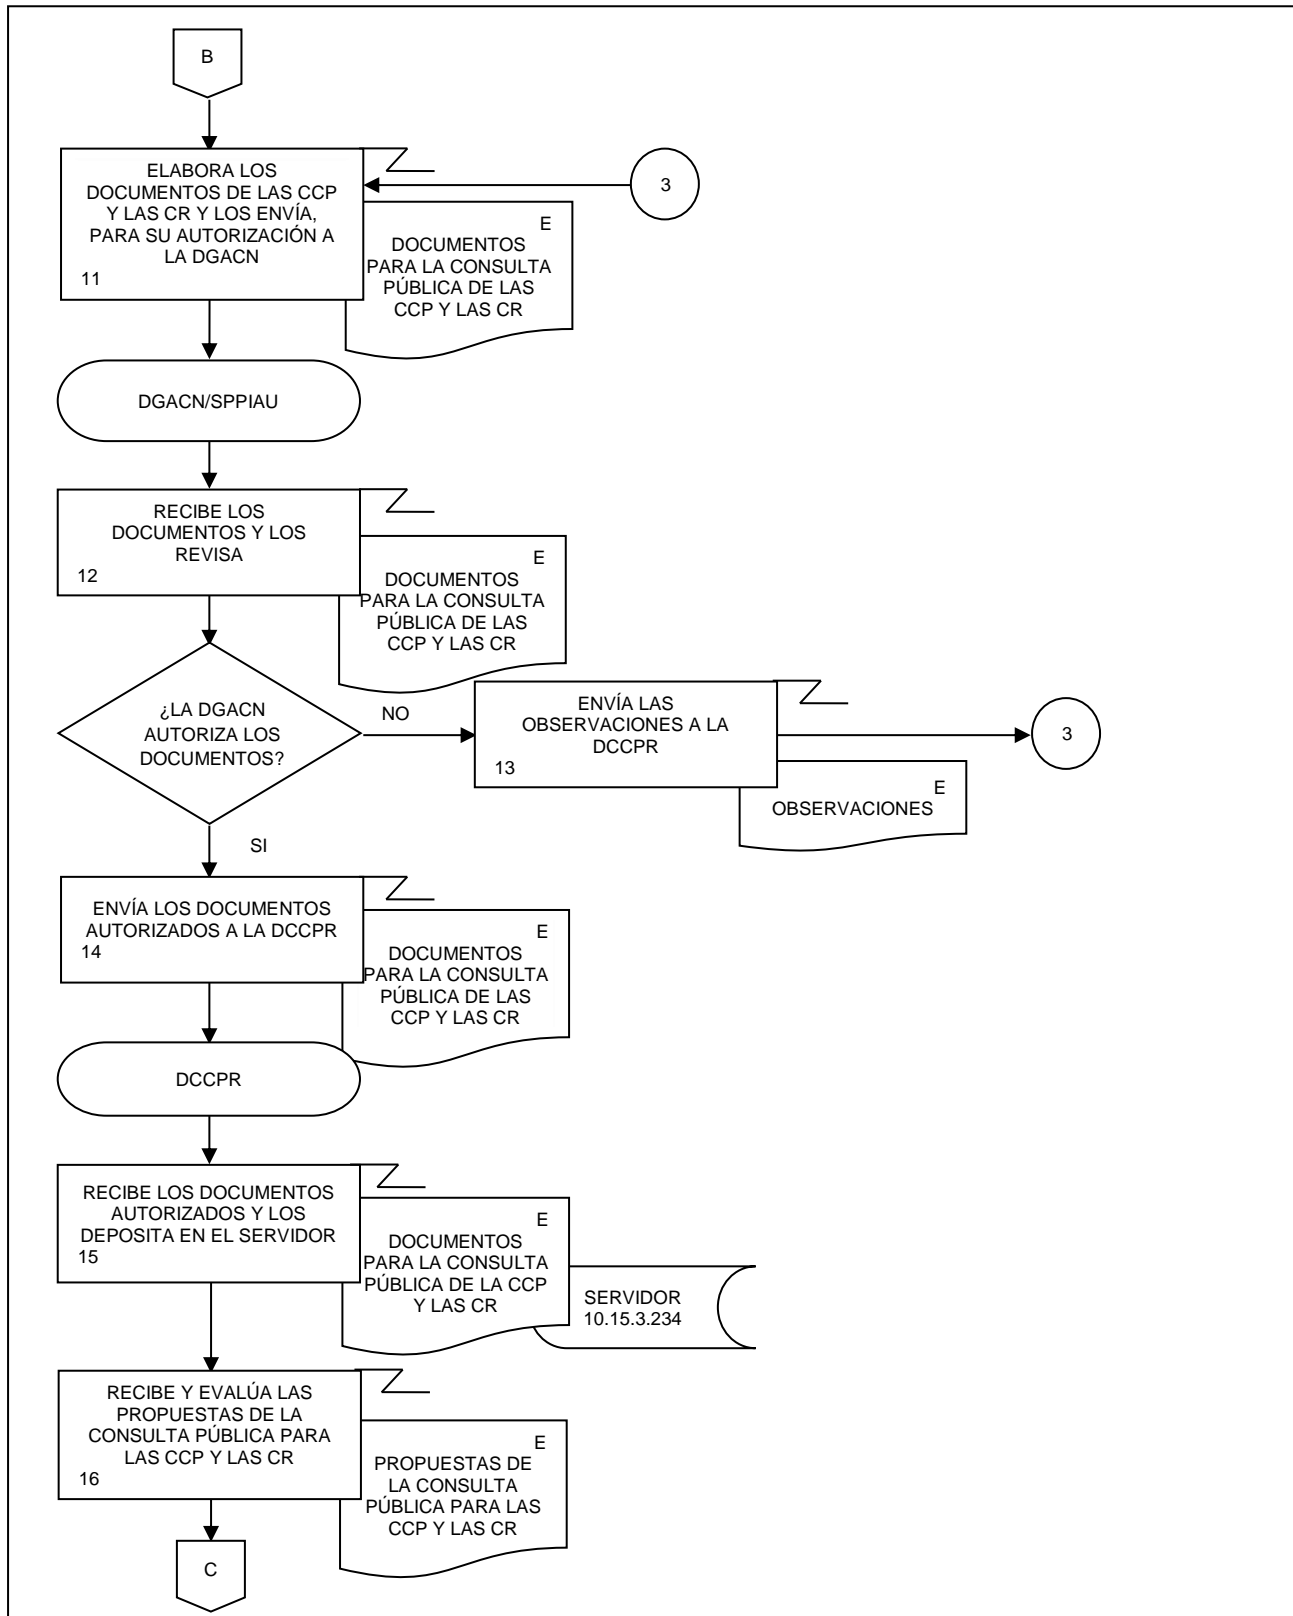 B
ELABORA LOS
DOCUMENTOS DE LAS CCP
Y LAS CR Y LOS ENVÍA,
PARA SU AUTORIZACIÓN A
LA DGACN
11
3
E
DOCUMENTOS
PARA LA CONSULTA
PÚBLICA DE LAS
CCP Y LAS CR
DGACN/SPPIAU
RECIBE LOS
DOCUMENTOS Y LOS
REVISA
12
E
DOCUMENTOS
PARA LA CONSULTA
PÚBLICA DE LAS
CCP Y LAS CR
¿LA DGACN
AUTORIZA LOS
DOCUMENTOS?
NO
ENVÍA LAS
OBSERVACIONES A LA
DCCPR
13
3
E
OBSERVACIONES
SI
ENVÍA LOS DOCUMENTOS
AUTORIZADOS A LA DCCPR
14
E
DOCUMENTOS
PARA LA CONSULTA
PÚBLICA DE LAS
CCP Y LAS CR
DCCPR
RECIBE LOS DOCUMENTOS
AUTORIZADOS Y LOS
DEPOSITA EN EL SERVIDOR
15
E
DOCUMENTOS
PARA LA CONSULTA
PÚBLICA DE LA CCP
Y LAS CR
SERVIDOR
10.15.3.234
RECIBE Y EVALÚA LAS
PROPUESTAS DE LA
CONSULTA PÚBLICA PARA
LAS CCP Y LAS CR
16
E
PROPUESTAS DE
LA CONSULTA
PÚBLICA PARA LAS
CCP Y LAS CR
C